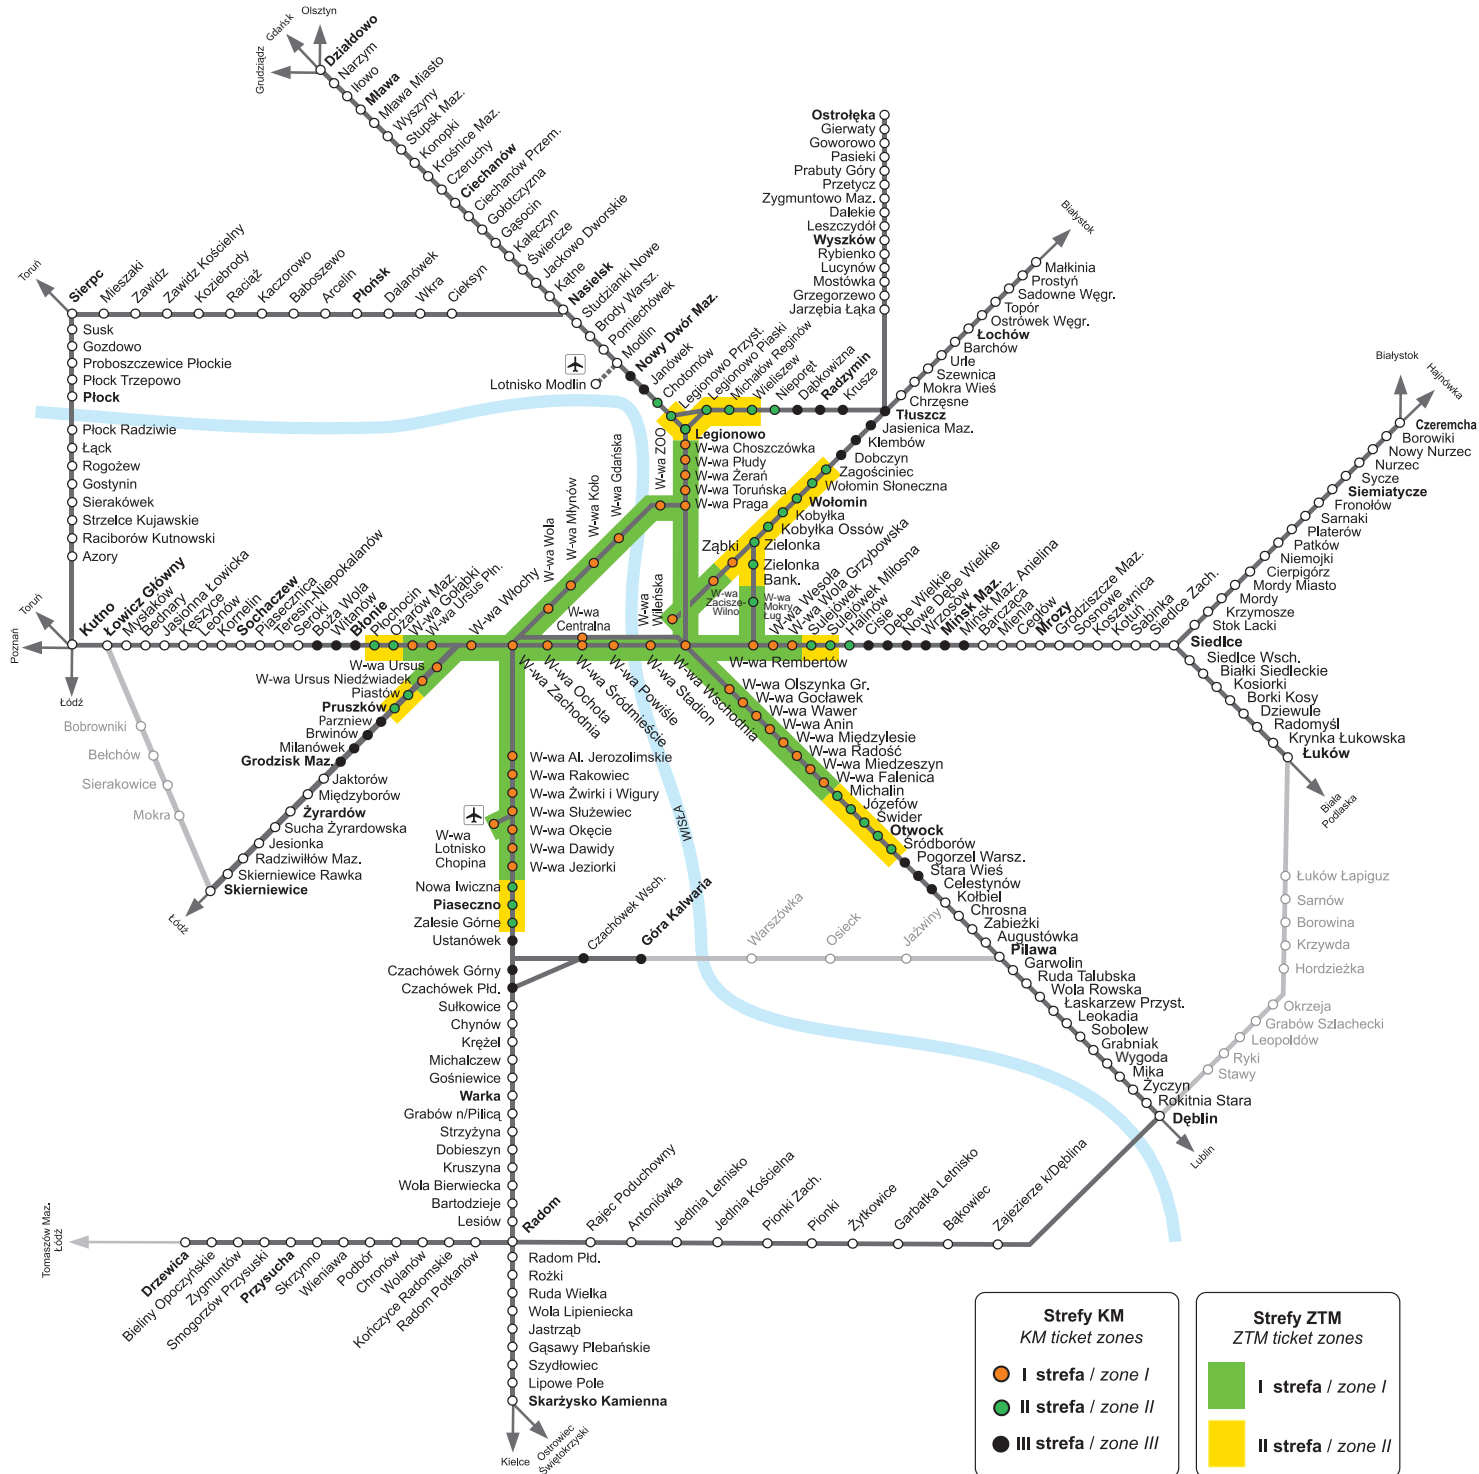 Gdańsk
Olsztyn
Grudziądz
Działdowo
Narzym
Iłowo
Mława
Mława Miasto
Wyszyny
Stupsk Maz.
Konopki
Krośnice Maz.
Czeruchy
Ciechanów
Ciechanów Przem.
Gołotczyzna
Gąsocin
Kałęczyn
Świercze
Jackowo Dworskie
Kątne
Nasielsk
Studzianki Nowe
Brody Warsz.
Pomiechówek
Modlin
Lotnisko Modlin
Nowy Dwór Maz.
Janówek
Chotomów
Legionowo Przyst.
Legionowo Piaski
Michałów Reginów
Wieliszew
Nieporęt
Dąbkowizna
Radzymin
Krusze
Ostrołęka
Gierwaty
Goworowo
Pasieki
Prabuty Góry
Przetycz
Zygmuntowo Maz.
Dalekie
Leszczydół
Wyszków
Rybienko
Lucynów
Mostówka
Grzegorzewo
Jarzębia Łąka
Białystok
Małkinia
Prostyń
Sadowne Węgr.
Topór
Ostrówek Węgr.
Łochów
Barchów
Urle
Szewnica
Mokra Wieś
Chrzęsne
Tłuszcz
Jasienica Maz.
Klembów
Dobczyn
Zagościniec
Wołomin Słoneczna
Wołomin
Kobyłka
Kobyłka Ossów
Zielonka
Ząbki
Zielonka
Bank.
W-wa
Zacisze-
Wilno
W-wa
Mokry
Ług
W-wa
Wileńska
Toruń
Sierpc
Mieszaki
Zawidz
Zawidz Kościelny
Koziebrody
Raciąż
Kaczorowo
Baboszewo
Arcelin
Płońsk
Dalanówek
Wkra
Cieksyn
Susk
Gozdowo
Proboszczewice Płockie
Płock Trzepowo
Płock
Płock Radziwie
Łąck
Rogożew
Gostynin
Sierakówek
Strzelce Kujawskie
Raciborów Kutnowski
Azory
Toruń
Poznań
Łódź
Kutno
Łowicz Główny
Mysłaków
Bednary
Jasionna Łowicka
Kęszyce
Leonów
Kornelin
Sochaczew
Piasecznica
Teresin-Niepokalanów
Seroki
Boża Wola
Witanów
Błonie
Płochocin
Ożarów Maz.
W-wa Gołąbki
W-wa Ursus Płn.
W-wa Włochy
W-wa Wola
W-wa Młynów
W-wa Koło
W-wa Gdańska
W-wa ZOO
Legionowo
W-wa Choszczówka
W-wa Płudy
W-wa Żerań
W-wa Toruńska
W-wa Praga
W-wa
Centralna
W-wa Zachodnia
W-wa Ochota
W-wa Śródmieście
W-wa Powiśle
W-wa Stadion
W-wa Wschodnia
W-wa Rembertów
W-wa Wesoła
W-wa Wola Grzybowska
Sulejówek
Sulejówek Miłosna
Halinów
Cisie
Dębe Wielkie
Nowe Dębe Wielkie
Wrzosów
Mińsk Maz.
Mińsk Maz. Anielina
Barcząca
Mienia
Cegłów
Mrozy
Grodziszcze Maz.
Sosnowe
Koszewnica
Kotuń
Sabinka
Siedlce Zach.
Siedlce
Białystok
Hajnówka
Czeremcha
Borowiki
Nowy Nurzec
Nurzec
Sycze
Siemiatycze
Fronołów
Sarnaki
Platerów
Patków
Niemojki
Cierpigórz
Mordy Miasto
Mordy
Krzymosze
Stok Lacki
Siedlce Wsch.
Białki Siedleckie
Kosiorki
Borki Kosy
Dziewule
Radomyśl
Krynka Łukowska
Łuków
Biała
Podlaska
Łuków Łapiguz
Sarnów
Borowina
Krzywda
Hordzieżka
Okrzeja
Grabów Szlachecki
Leopoldów
Ryki
Stawy
Bobrowniki
Bełchów
Sierakowice
Mokra
W-wa Ursus
W-wa Ursus Niedźwiadek
Piastów
Pruszków
Parzniew
Brwinów
Milanówek
Grodzisk Maz.
Jaktorów
Międzyborów
Żyrardów
Sucha Żyrardowska
Jesionka
Radziwiłłów Maz.
Skierniewice Rawka
Skierniewice
Łódź
W-wa Al. Jerozolimskie
W-wa Rakowiec
W-wa Żwirki i Wigury
W-wa Służewiec
W-wa Okęcie
W-wa Dawidy
W-wa Jeziorki
W-wa
Lotnisko
Chopina
Nowa Iwiczna
Piaseczno
Zalesie Górne
Ustanówek
Czachówek Górny
Czachówek Płd.
Czachówek Wsch.
Góra Kalwaria
Warszówka
Osieck
Jaźwiny
WISŁA
W-wa Olszynka Gr.
W-wa Gocławek
W-wa Wawer
W-wa Anin
W-wa Międzylesie
W-wa Radość
W-wa Miedzeszyn
W-wa Falenica
Michalin
Józefów
Świder
Otwock
Śródborów
Pogorzel Warsz.
Stara Wieś
Celestynów
Kołbiel
Chrosna
Zabieżki
Augustówka
Pilawa
Garwolin
Ruda Talubska
Wola Rowska
Łaskarzew Przyst.
Leokadia
Sobolew
Grabniak
Wygoda
Mika
Życzyn
Rokitnia Stara
Dęblin
Lublin
Sułkowice
Chynów
Krężel
Michalczew
Gośniewice
Warka
Grabów n/Pilicą
Strzyżyna
Dobieszyn
Kruszyna
Wola Bierwiecka
Bartodzieje
Lesiów
Radom
Rajec Poduchowny
Antoniówka
Jedlnia Letnisko
Jedlnia Kościelna
Pionki Zach.
Pionki
Żytkowice
Garbatka Letnisko
Bąkowiec
Zajezierze k/Dęblina
Tomaszów Maz.
Łódź
Drzewica
Bieliny Opoczyńskie
Zygmuntów
Smogorzów Przysuski
Przysucha
Skrzynno
Wieniawa
Podbór
Chronów
Wolanów
Kończyce Radomskie
Radom Potkanów
Radom Płd.
Rożki
Ruda Wielka
Wola Lipieniecka
Jastrząb
Gąsawy Plebańskie
Szydłowiec
Lipowe Pole
Skarżysko Kamienna
Kielce
Ostrowiec
Świętokrzyski
Strefy KM
KM ticket zones
I strefa / zone I
II strefa / zone II
III strefa / zone III
Strefy ZTM
ZTM ticket zones
I strefa / zone I
II strefa / zone II